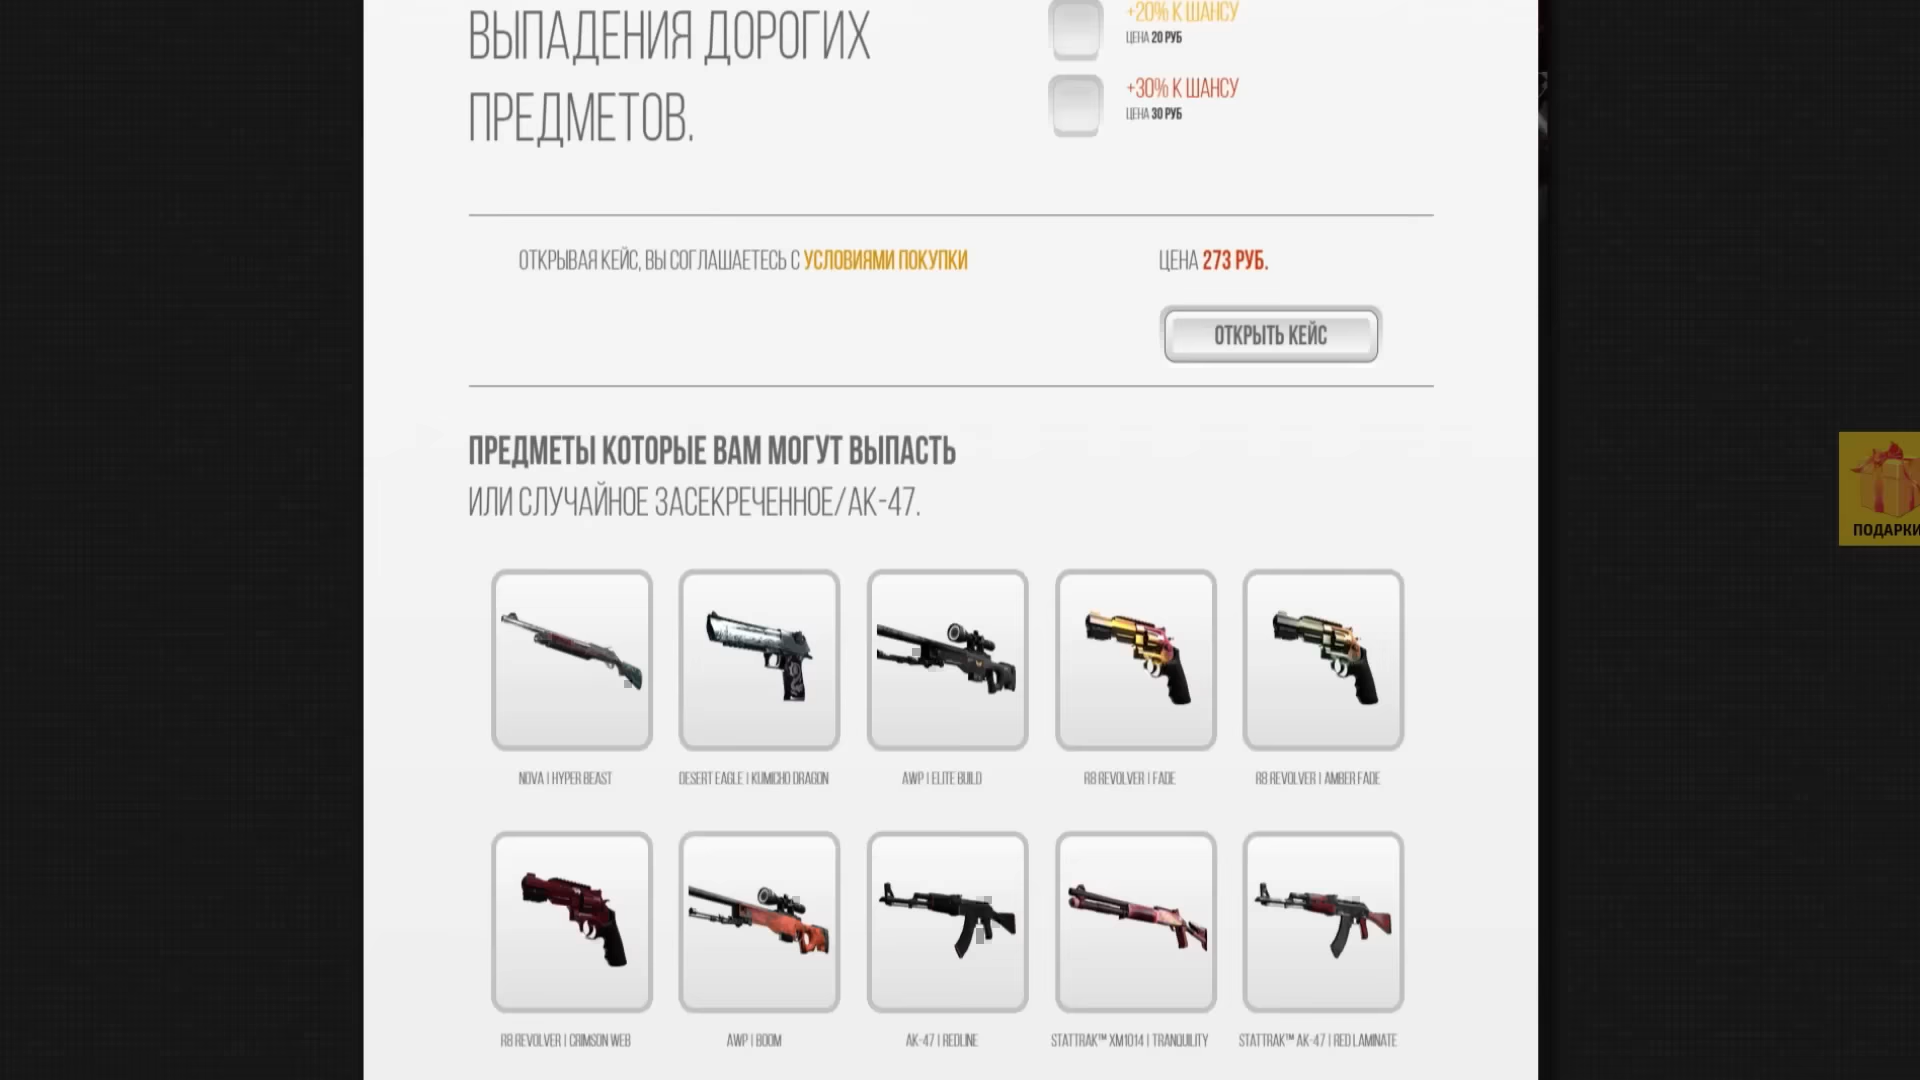 ВЫПАДЕНИЯ ДОРОГИХ
ПРЕДМЕТОВ.
+20% К ШАНСУ
ЦЕНА 20 РУБ
+30% К ШАНСУ
ЦЕНА 30 РУБ
ОТКРЫВАЯ КЕЙС, ВЫ СОГЛАШАЕТЕСЬ С УСЛОВИЯМИ ПОКУПКИ
ЦЕНА 273 РУБ.
ОТКРЫТЬ КЕЙС
ПРЕДМЕТЫ КОТОРЫЕ ВАМ МОГУТ ВЫПАСТЬ
ИЛИ СЛУЧАЙНОЕ ЗАСЕКРЕЧЕННОЕ/АК-47.
ПОДАРКИ
NOVA | HYPER BEAST
DESERT EAGLE | KUMICHO DRAGON
AWP | ELITE BUILD
R8 REVOLVER | FADE
R8 REVOLVER | AMBER FADE
R8 REVOLVER | CRIMSON WEB
AWP | BOOM
AK-47 | REDLINE
STATTRAK™ XM1014 | TRANQUILITY
STATTRAK™ AK-47 | RED LAMINATE